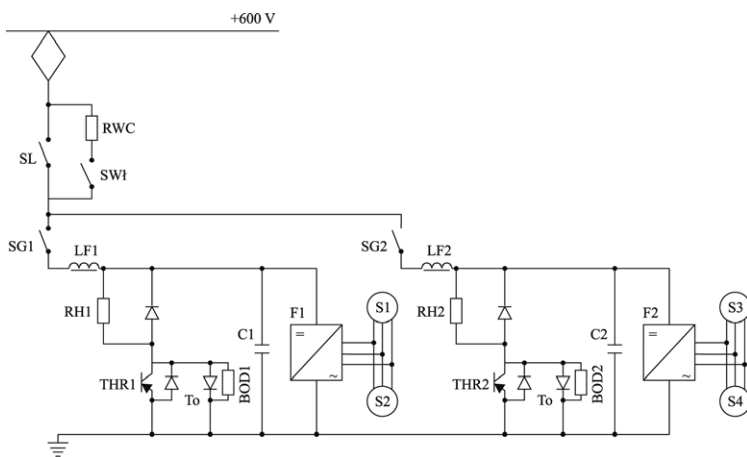 +600 V
RWC
SL
SWł
SG1
LF1
SG2
LF2
RH1
C1
F1
S1
RH2
C2
F2
S3
=
=
THR1
To
BOD1
~
S2
THR2
To
BOD2
~
S4